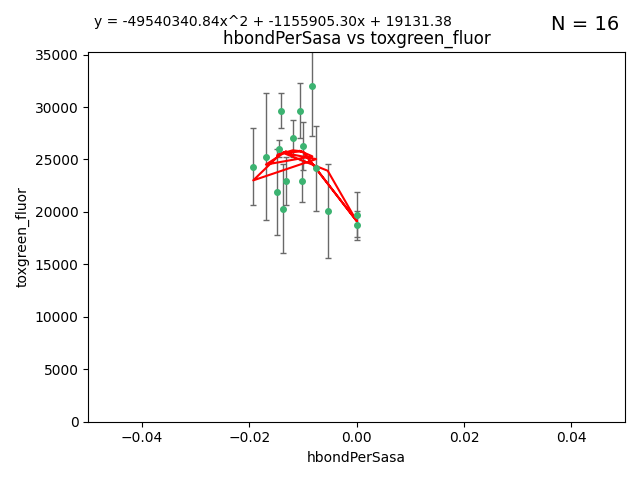 y = -49540340.84x^2 + -1155905.30x + 19131.38
N = 16
hbondPerSasa vs toxgreen_fluor
35000
30000
25000
20000
15000
10000
5000
0
toxgreen_fluor
−0.04
−0.02
0.00
0.02
0.04
hbondPerSasa